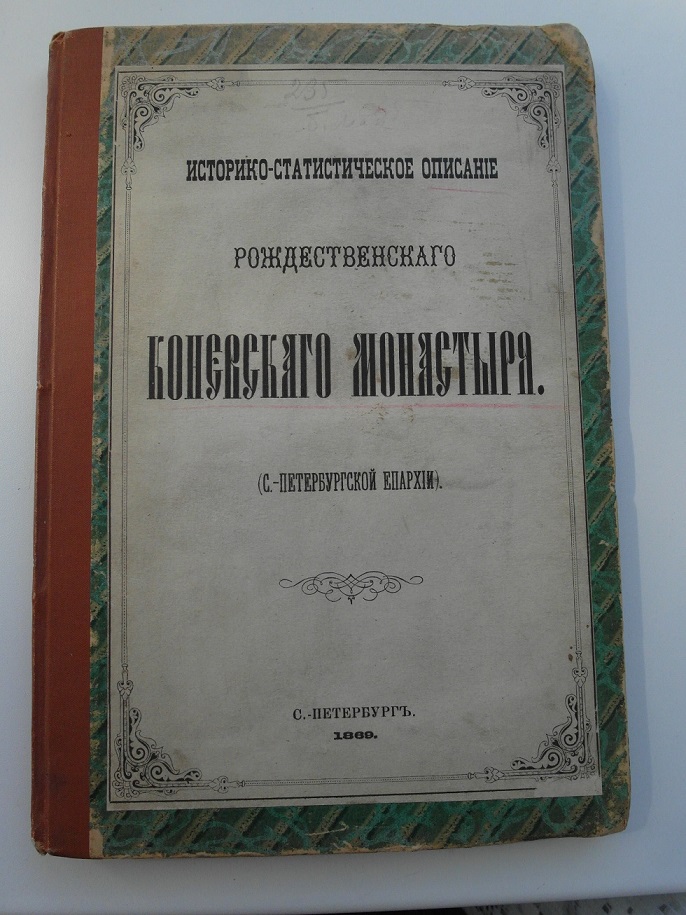 ИСТОРИКО-СТАТИСТИЧЕСКОЕ ОПИСАНІЕ
РОЖДЕСТВЕНСКАГО
КОНЕВСКАГО МОНАСТЫРЯ.
(С.-ПЕТЕРБУРГСКОЙ ЕПАРХІИ).
С.-ПЕТЕРБУРГЪ.
1869.